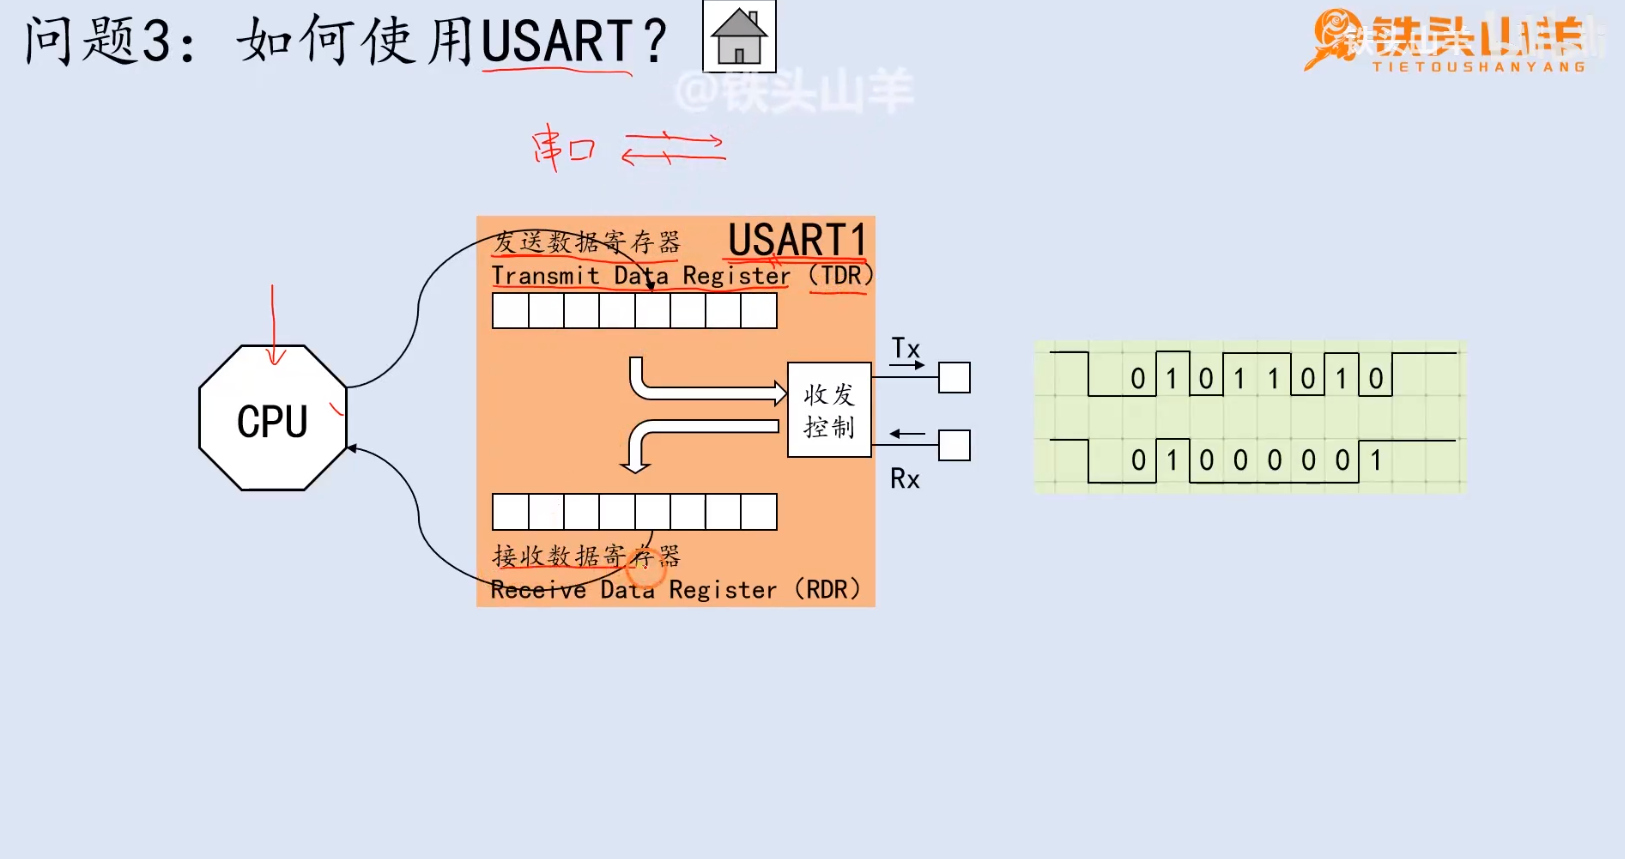 问题3：如何使用USART？
铁头山羊
TIETOUSHANYANG
@铁头山羊
串口
发送数据寄存器 USART1
Transmit Data Register（TDR）
CPU
收发
控制
Tx
Rx
0 1 0 1 1 0 1 0
0 1 0 0 0 0 0 1
接收数据寄存器
Receive Data Register（RDR）